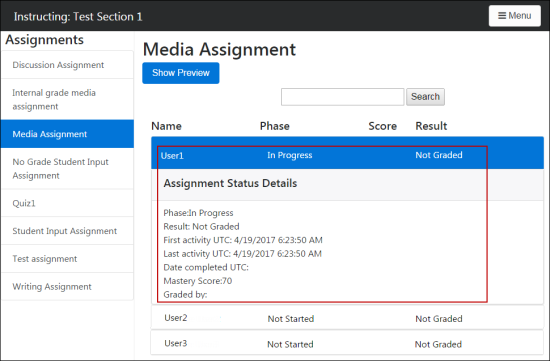 Instructing: Test Section 1
Menu
Assignments
Discussion Assignment
Internal grade media
assignment
Media Assignment
No Grade Student Input
Assignment
Quiz1
Student Input Assignment
Test assignment
Writing Assignment
Media Assignment
Show Preview
Search
Name Phase Score Result
User1 In Progress Not Graded
Assignment Status Details
Phase:In Progress
Result: Not Graded
First activity UTC: 4/19/2017 6:23:50 AM
Last activity UTC: 4/19/2017 6:23:50 AM
Date completed UTC:
Mastery Score:70
Graded by:
User2 Not Started Not Graded
User3 Not Started Not Graded